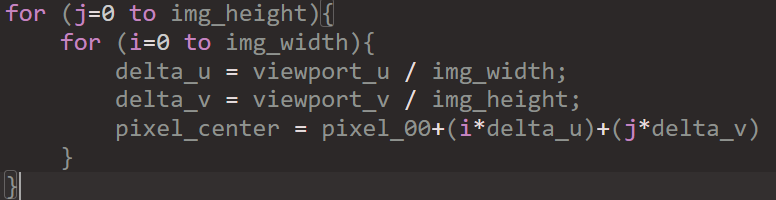 for (j=0 to img_height){
    for (i=0 to img_width){
        delta_u = viewport_u / img_width;
        delta_v = viewport_v / img_height;
        pixel_center = pixel_00+(i*delta_u)+(j*delta_v)
    }
}